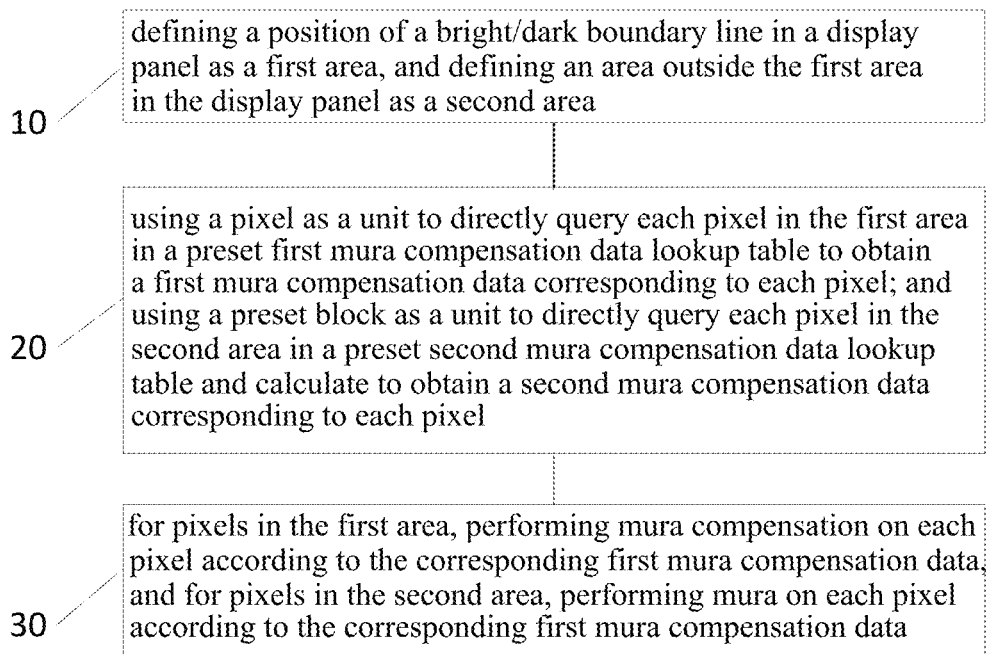 defining a position of a bright/dark boundary line in a display
panel as a first area, and defining an area outside the first area
in the display panel as a second area
10
using a pixel as a unit to directly query each pixel in the first area
in a preset first mura compensation data lookup table to obtain
a first mura compensation data corresponding to each pixel; and
using a preset block as a unit to directly query each pixel in the
second area in a preset second mura compensation data lookup
table and calculate to obtain a second mura compensation data
corresponding to each pixel
20
for pixels in the first area, performing mura compensation on each
pixel according to the corresponding first mura compensation data,
and for pixels in the second area, performing mura on each pixel
according to the corresponding first mura compensation data
30